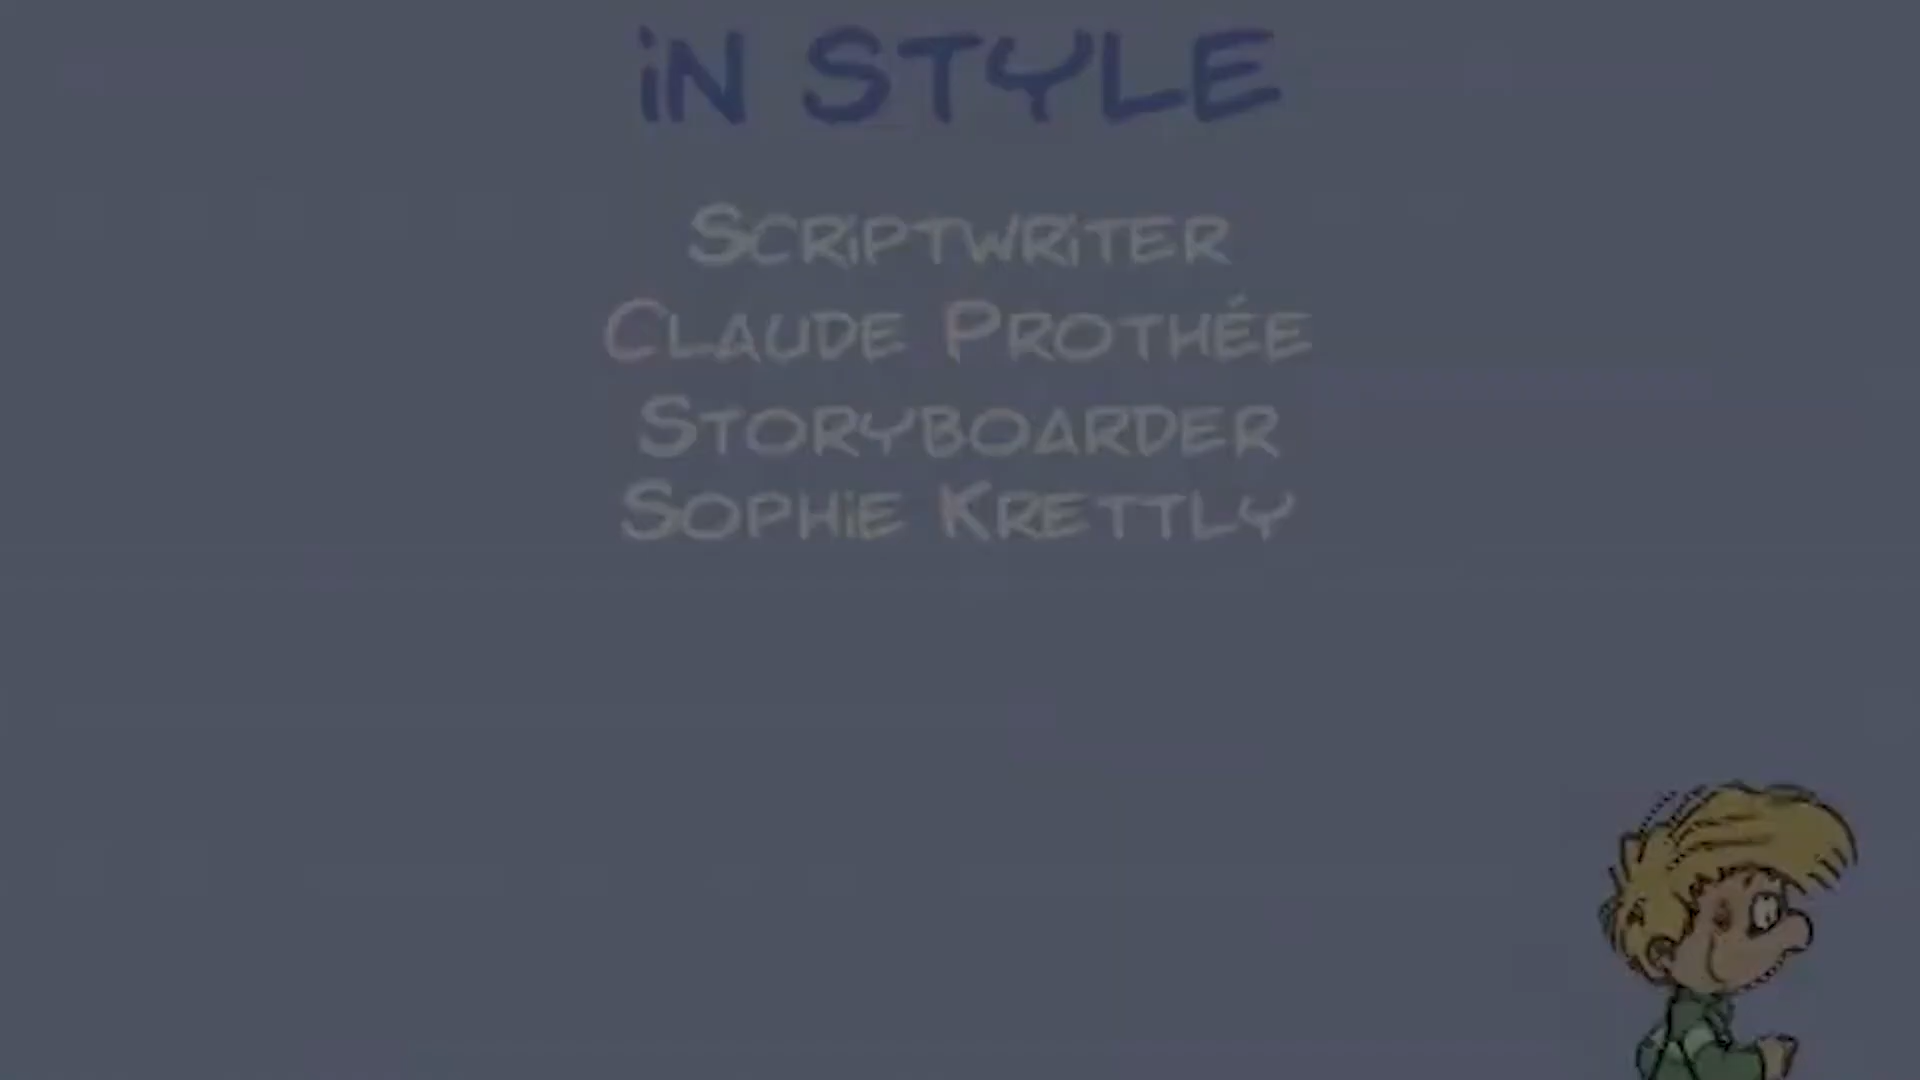 iN STYLE
SCRiPTWRiTER
CLAUDE PROTHÉE
STORYBOARDER
SOPHiE KRETTLY